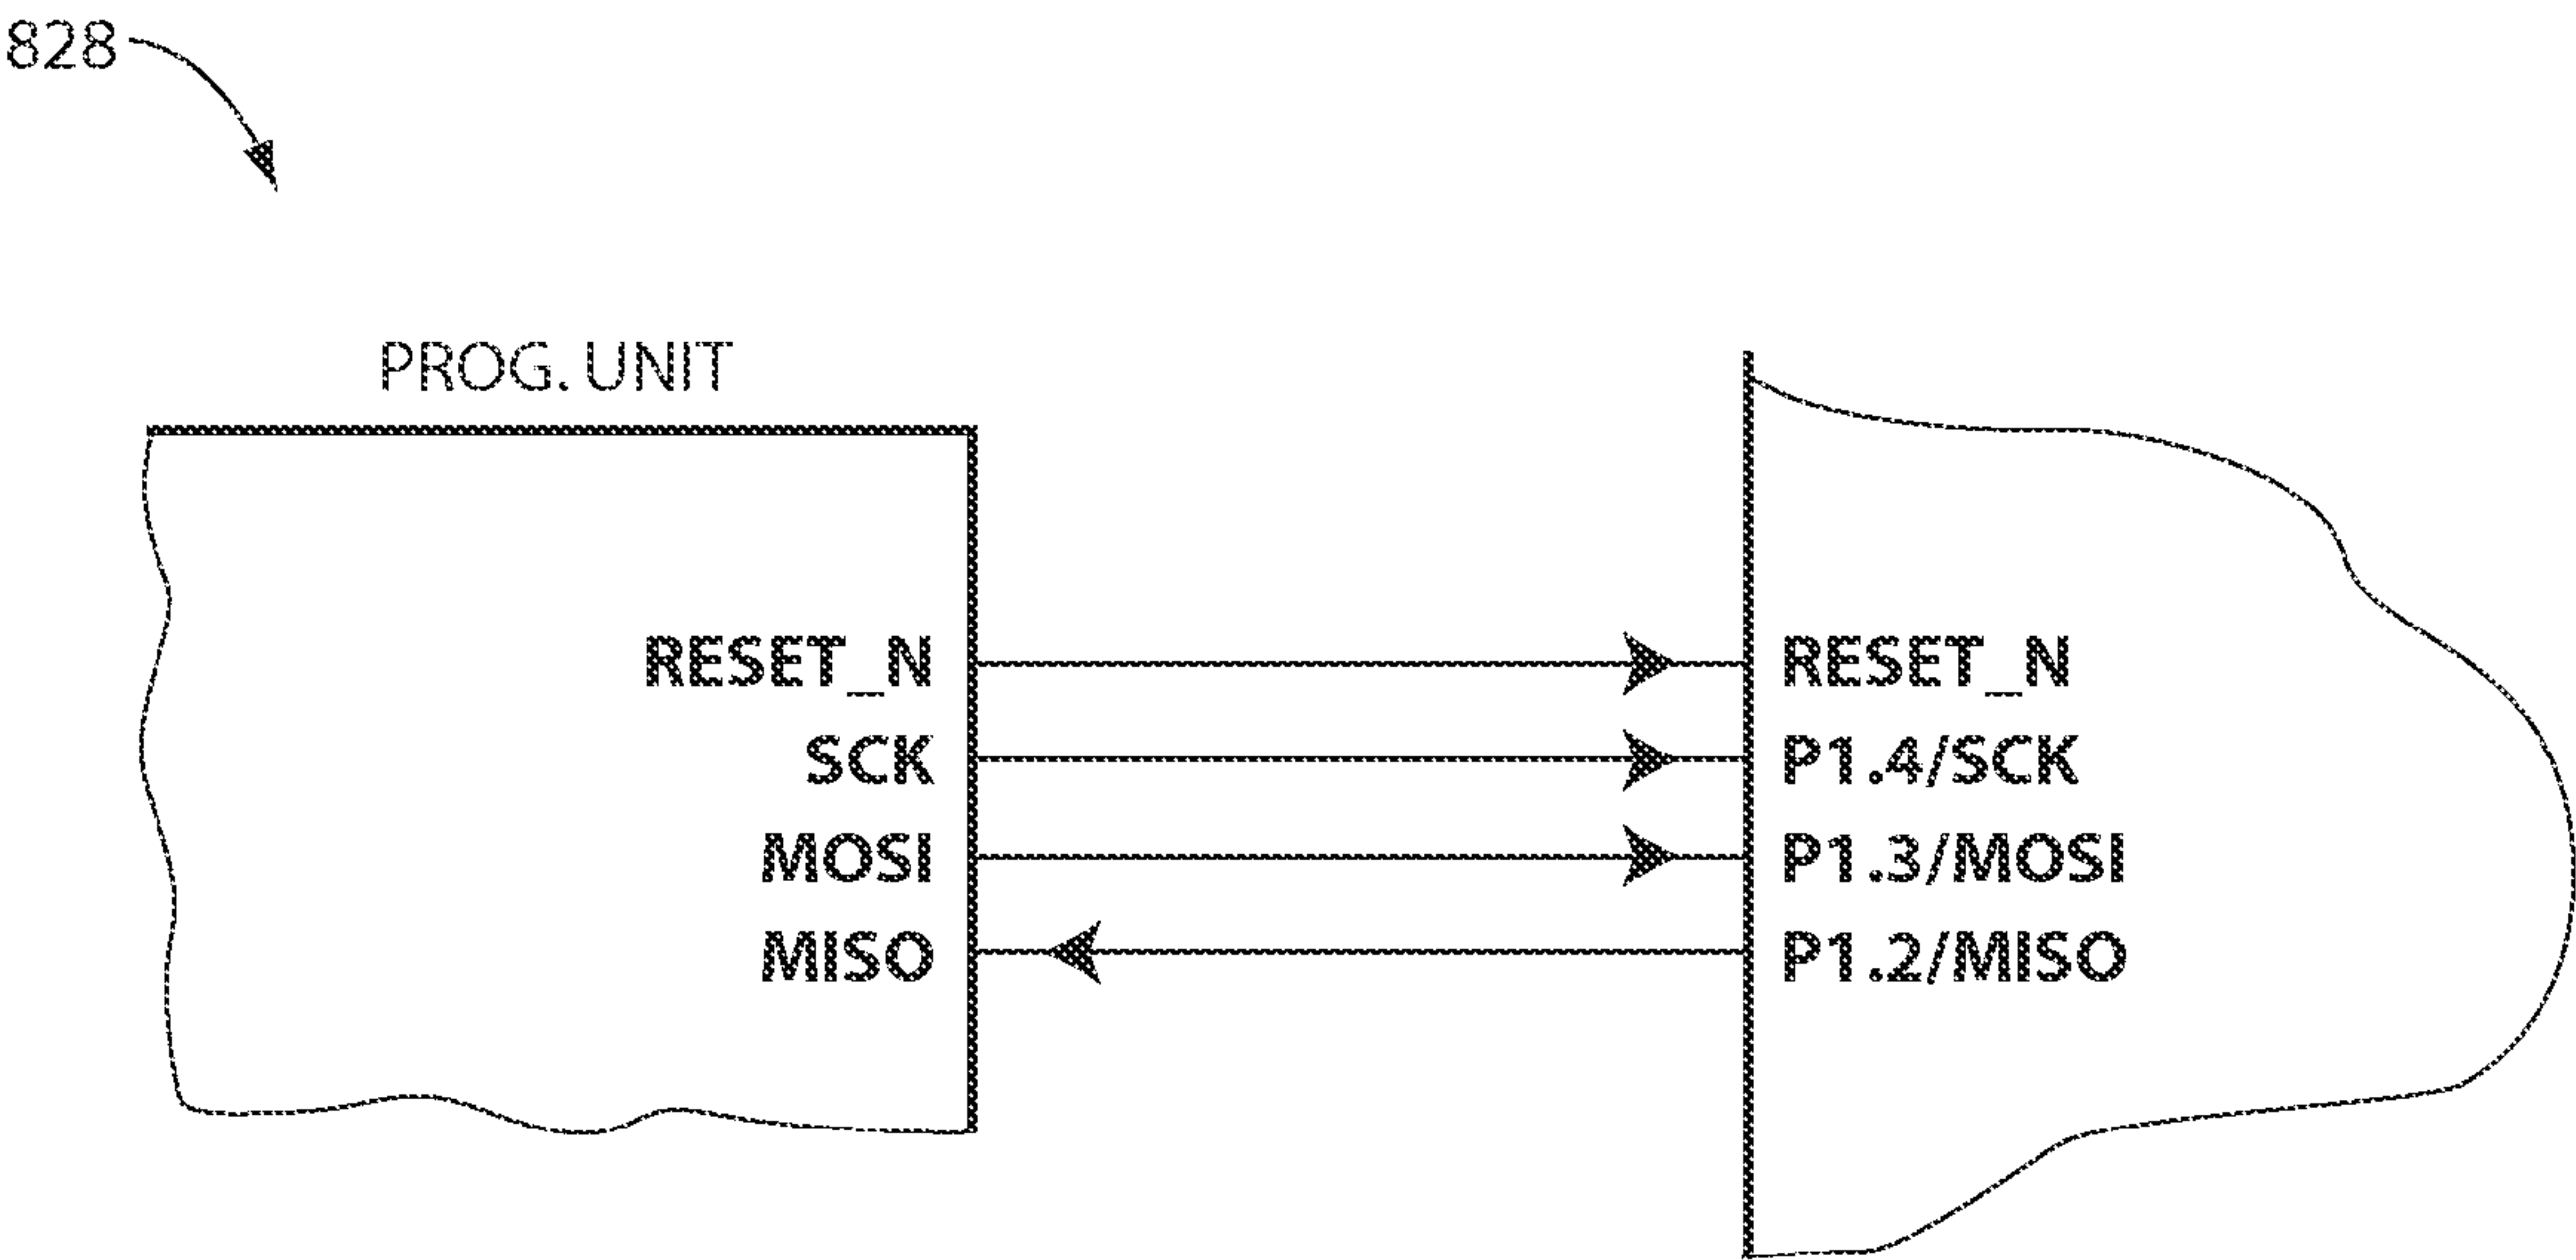 828
PROG. UNIT
RESET_N
SCK
MOSI
MISO
RESET_N
P1.4/SCK
P1.3/MOSI
P1.2/MISO